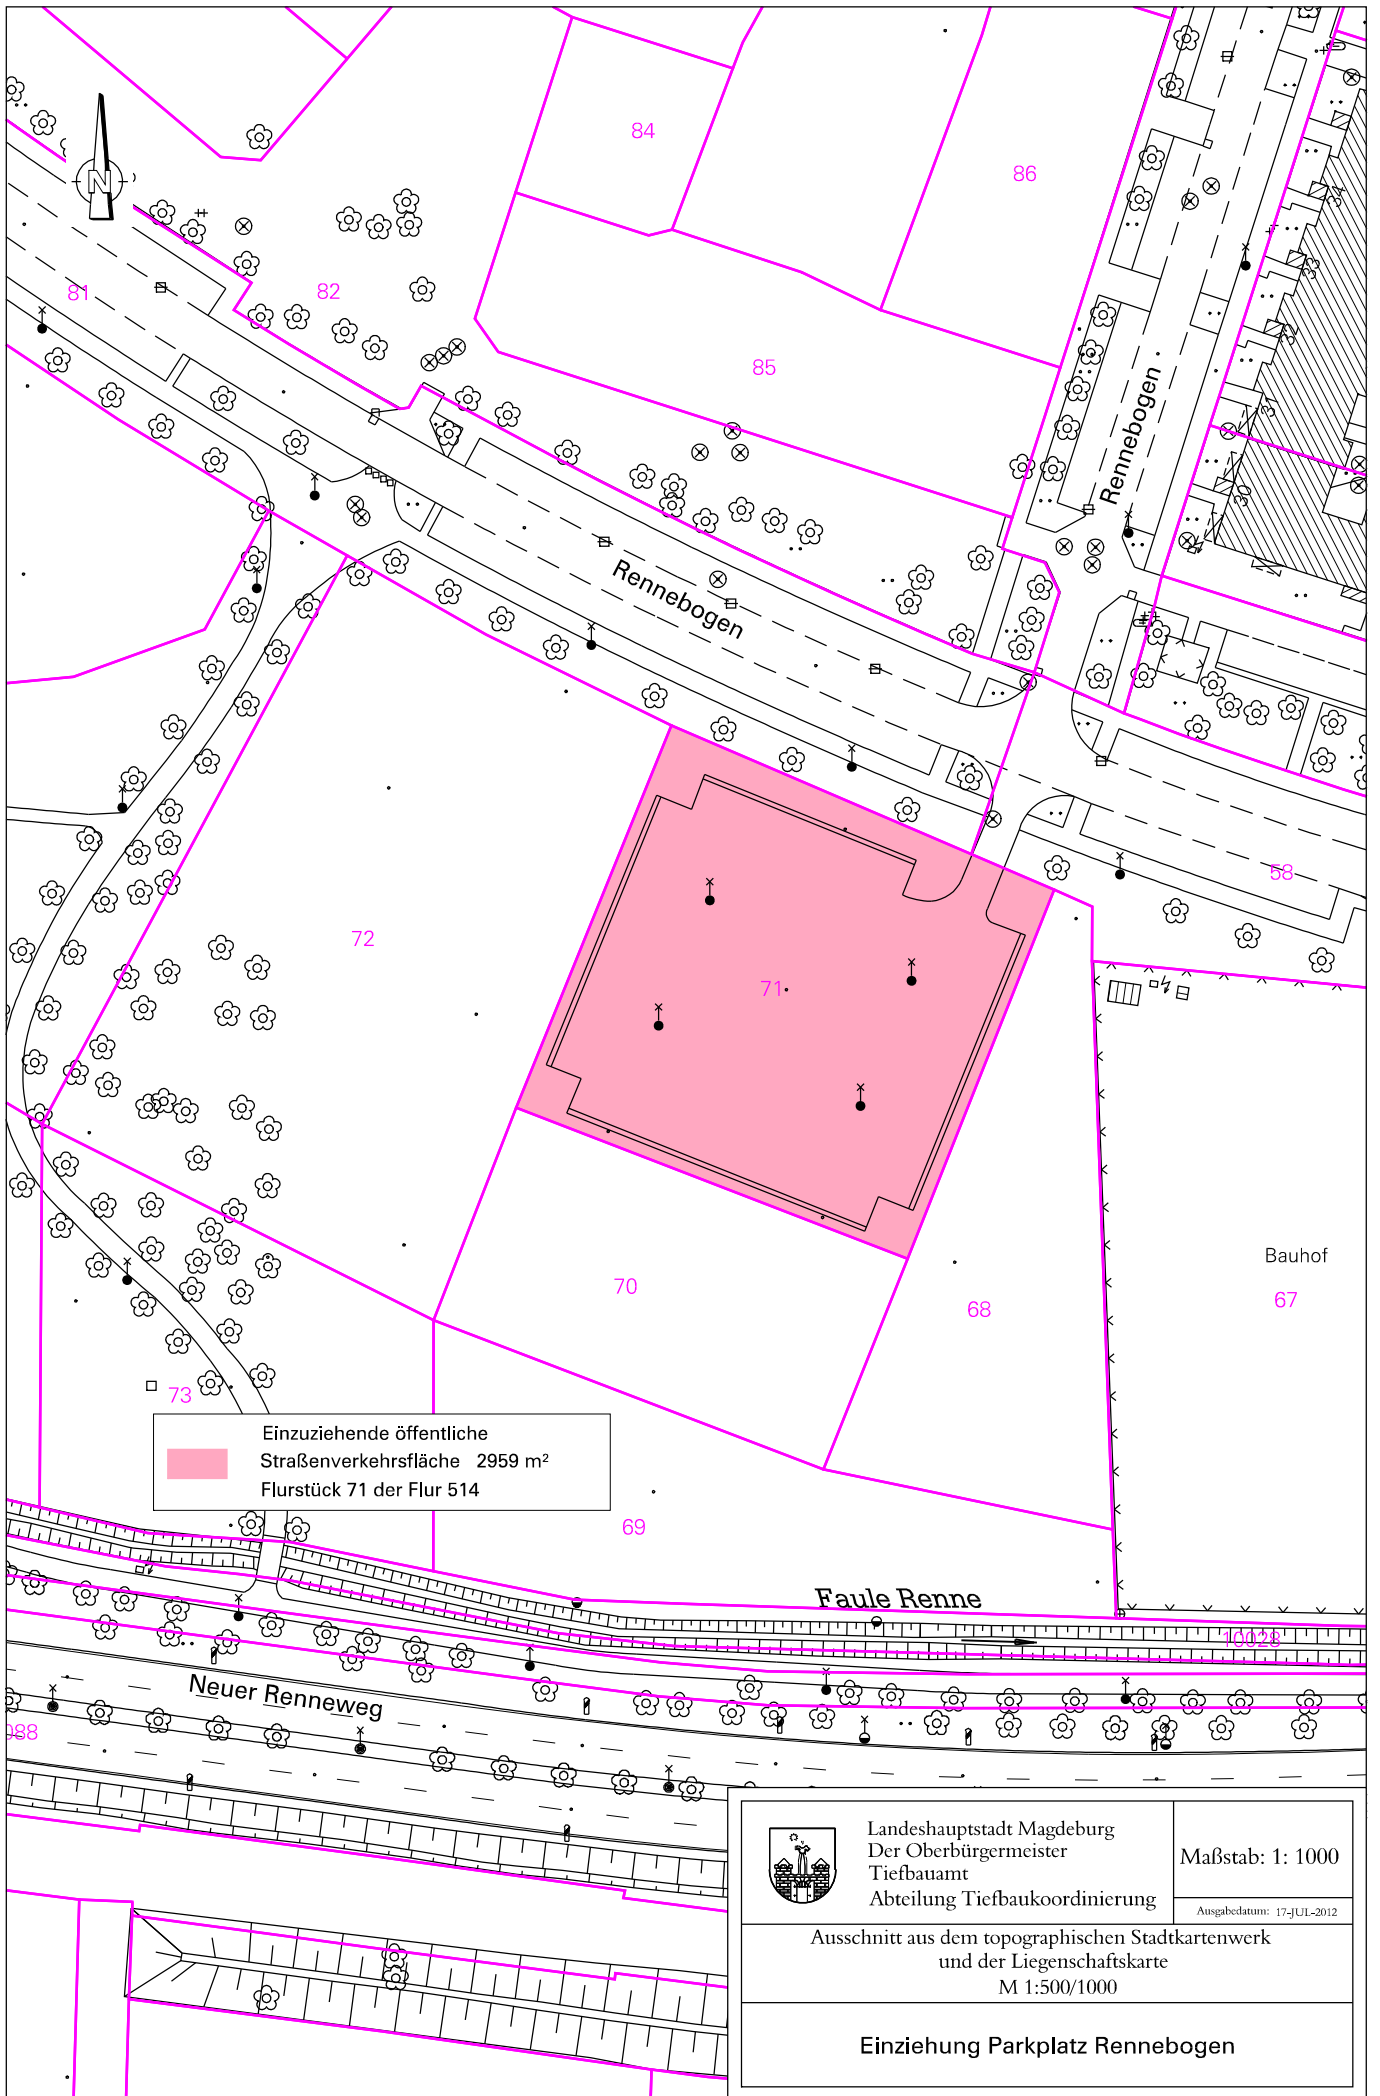 84
86
N
34
81
82
33
32
85
Rennebogen
31
30
Rennebogen
58
72
71
Bauhof
70
67
68
73
Einzuziehende öffentliche
Straßenverkehrsfläche 2959 m²
Flurstück 71 der Flur 514
69
Faule Renne
10028
Neuer Renneweg
088
Landeshauptstadt Magdeburg
Der Oberbürgermeister
Tiefbauamt
Abteilung Tiefbaukoordinierung
Maßstab: 1: 1000
Ausgabedatum: 17-JUL-2012
Ausschnitt aus dem topographischen Stadtkartenwerk
und der Liegenschaftskarte
M 1:500/1000
Einziehung Parkplatz Rennebogen